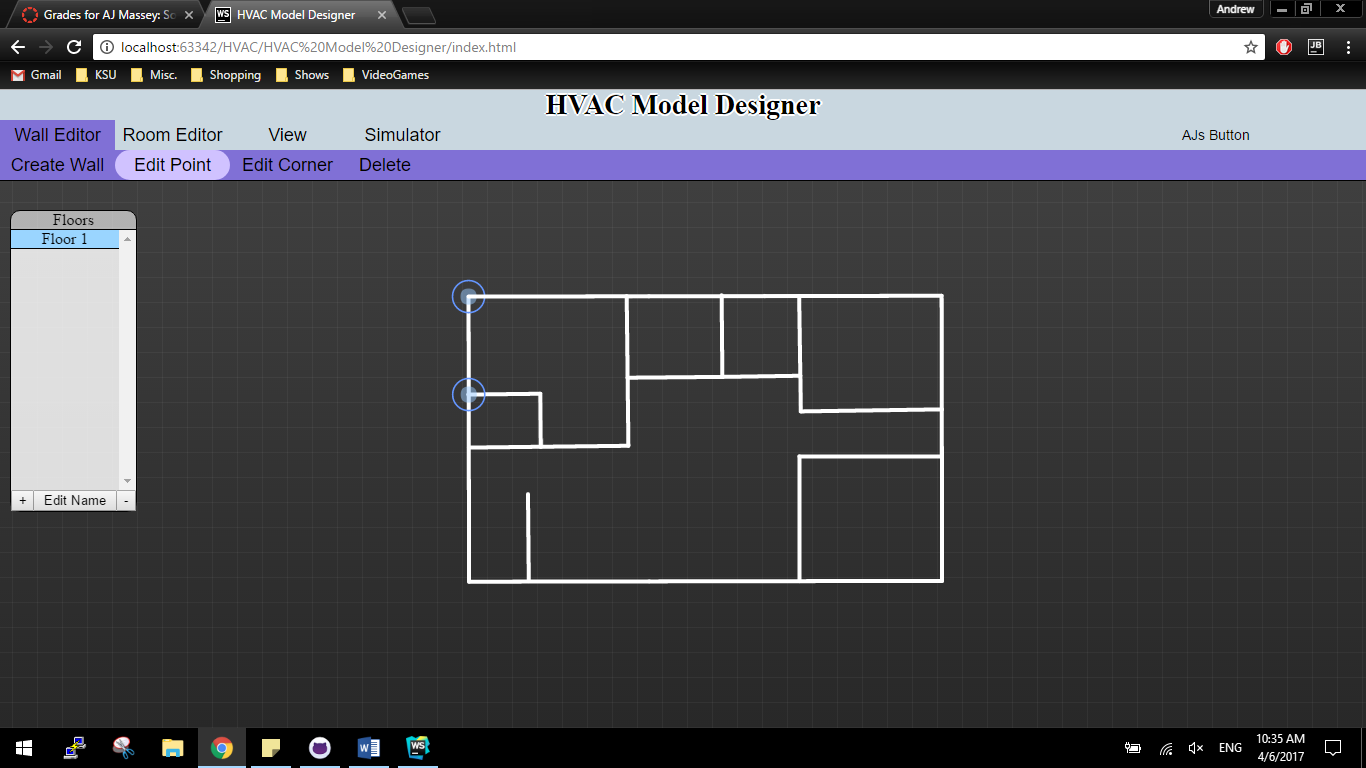 Grades for AJ Massey: So
HVAC Model Designer
Andrew
localhost:63342/HVAC/HVAC%20Model%20Designer/index.html
JB
Gmail KSU Misc. Shopping Shows VideoGames
HVAC Model Designer
Wall Editor Room Editor View Simulator AJs Button
Create Wall Edit Point Edit Corner Delete
Floors
Floor 1
+ Edit Name -
10:35 AM
ENG
4/6/2017